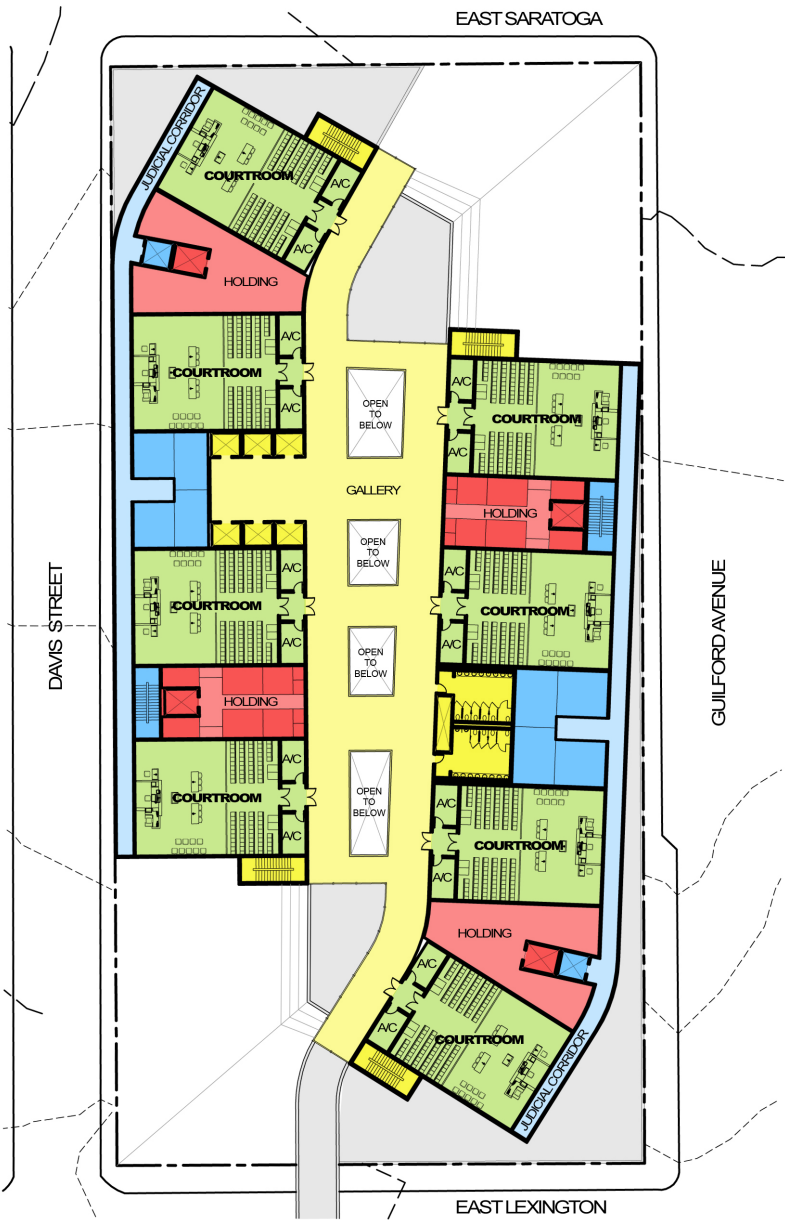 EAST SARATOGA
JUDICIAL CORRIDOR
COURTROOM
A/C
A/C
HOLDING
A/C
COURTROOM
A/C
OPEN
TO
BELOW
A/C
COURTROOM
A/C
GALLERY
HOLDING
OPEN
TO
BELOW
DAVIS STREET
A/C
COURTROOM
A/C
A/C
COURTROOM
A/C
GUILFORD AVENUE
OPEN
TO
BELOW
HOLDING
A/C
COURTROOM
A/C
OPEN
TO
BELOW
A/C
COURTROOM
A/C
HOLDING
A/C
COURTROOM
A/C
JUDICIAL CORRIDOR
EAST LEXINGTON